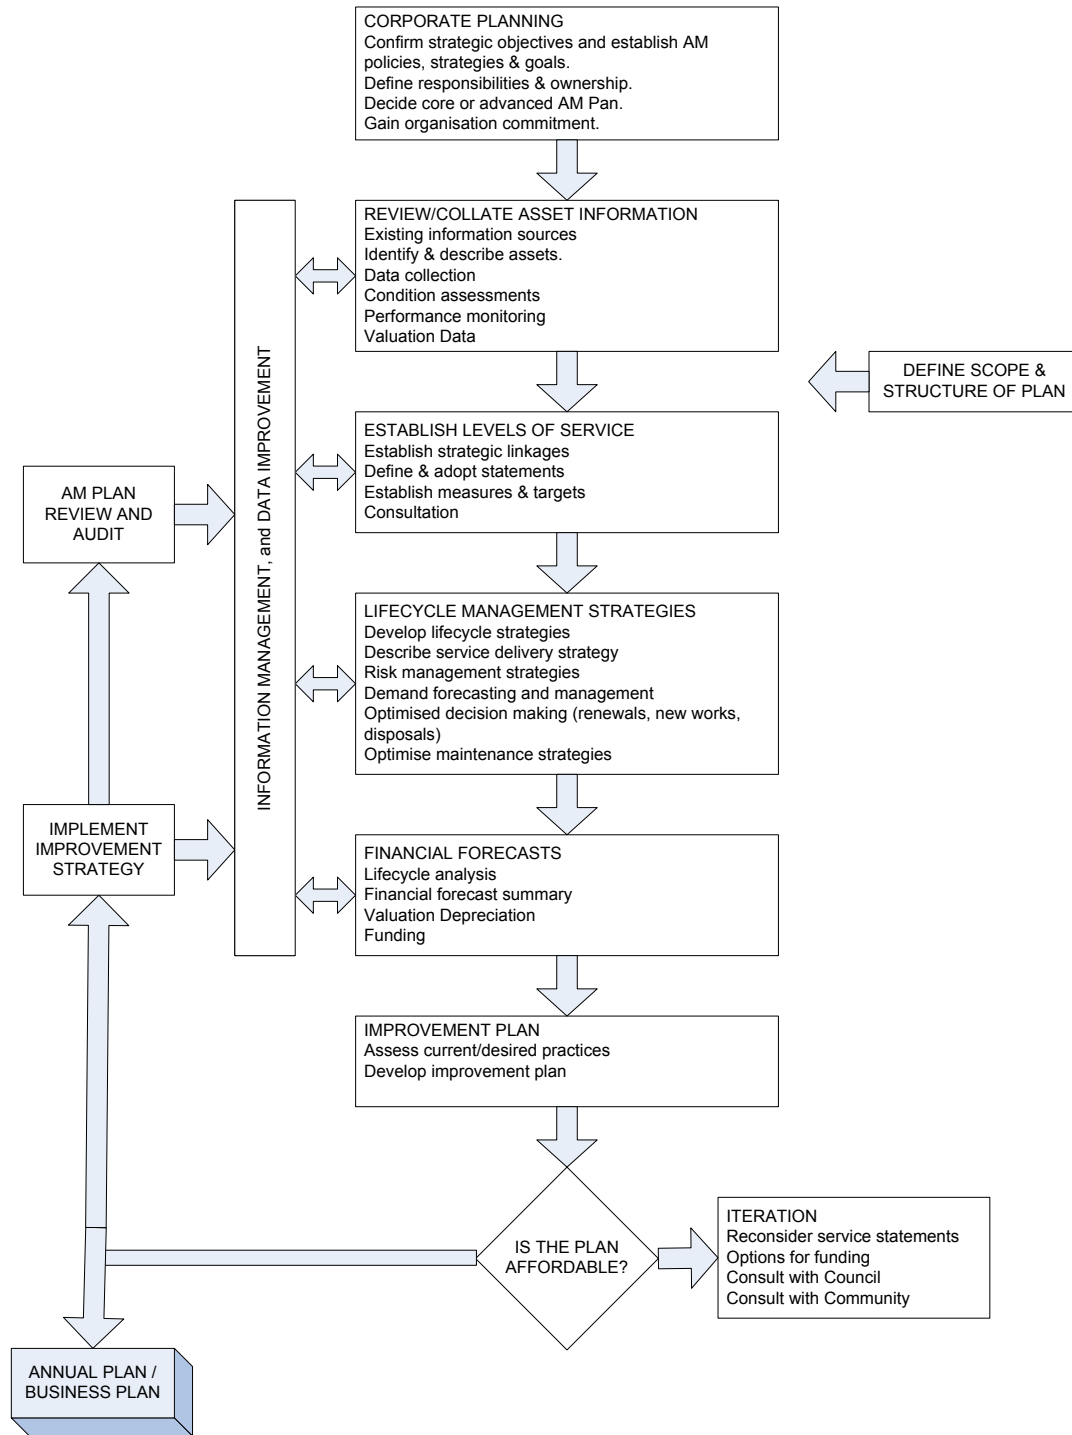 CORPORATE PLANNING
Confirm strategic objectives and establish AM
policies, strategies & goals.
Define responsibilities & ownership.
Decide core or advanced AM Pan.
Gain organisation commitment.
REVIEW/COLLATE ASSET INFORMATION
Existing information sources
Identify & describe assets.
Data collection
Condition assessments
Performance monitoring
Valuation Data
DEFINE SCOPE &
STRUCTURE OF PLAN
INFORMATION MANAGEMENT, and DATA IMPROVEMENT
ESTABLISH LEVELS OF SERVICE
Establish strategic linkages
Define & adopt statements
Establish measures & targets
Consultation
AM PLAN
REVIEW AND
AUDIT
LIFECYCLE MANAGEMENT STRATEGIES
Develop lifecycle strategies
Describe service delivery strategy
Risk management strategies
Demand forecasting and management
Optimised decision making (renewals, new works,
disposals)
Optimise maintenance strategies
IMPLEMENT
IMPROVEMENT
STRATEGY
FINANCIAL FORECASTS
Lifecycle analysis
Financial forecast summary
Valuation Depreciation
Funding
IMPROVEMENT PLAN
Assess current/desired practices
Develop improvement plan
IS THE PLAN
AFFORDABLE?
ITERATION
Reconsider service statements
Options for funding
Consult with Council
Consult with Community
ANNUAL PLAN /
BUSINESS PLAN